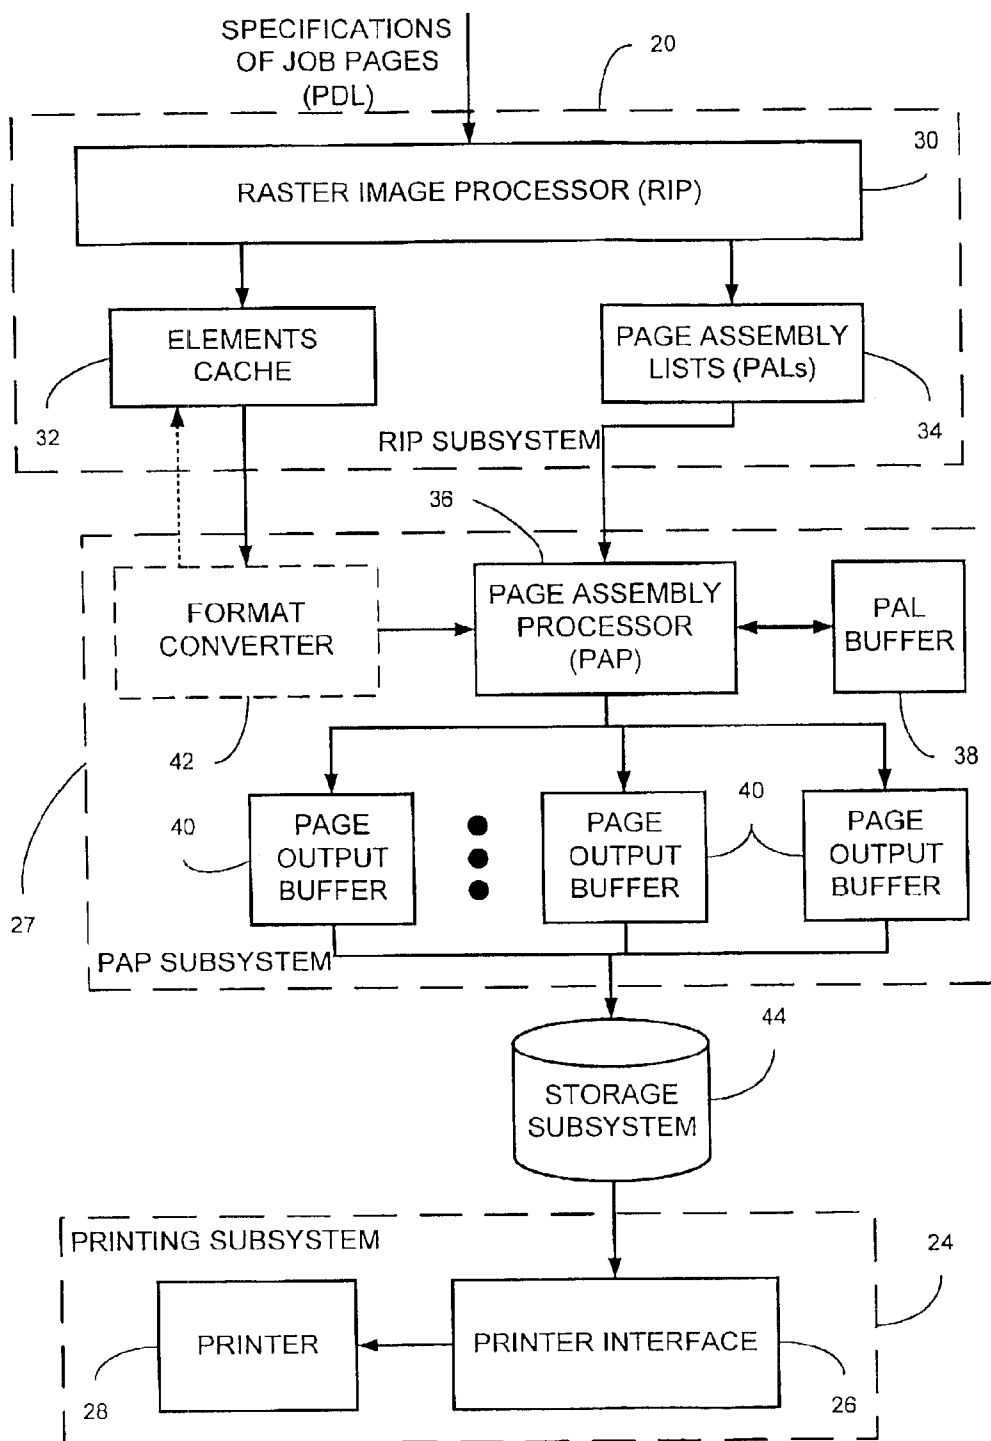 SPECIFICATIONS
OF JOB PAGES
(PDL)
20
30
RASTER IMAGE PROCESSOR (RIP)
ELEMENTS
CACHE
PAGE ASSEMBLY
LISTS (PALs)
32
RIP SUBSYSTEM
34
36
FORMAT
CONVERTER
PAGE ASSEMBLY
PROCESSOR
(PAP)
PAL
BUFFER
42
38
40
PAGE
OUTPUT
BUFFER
PAGE
OUTPUT
BUFFER
40
PAGE
OUTPUT
BUFFER
27
PAP SUBSYSTEM
44
STORAGE
SUBSYSTEM
PRINTING SUBSYSTEM
24
PRINTER
PRINTER INTERFACE
28
26